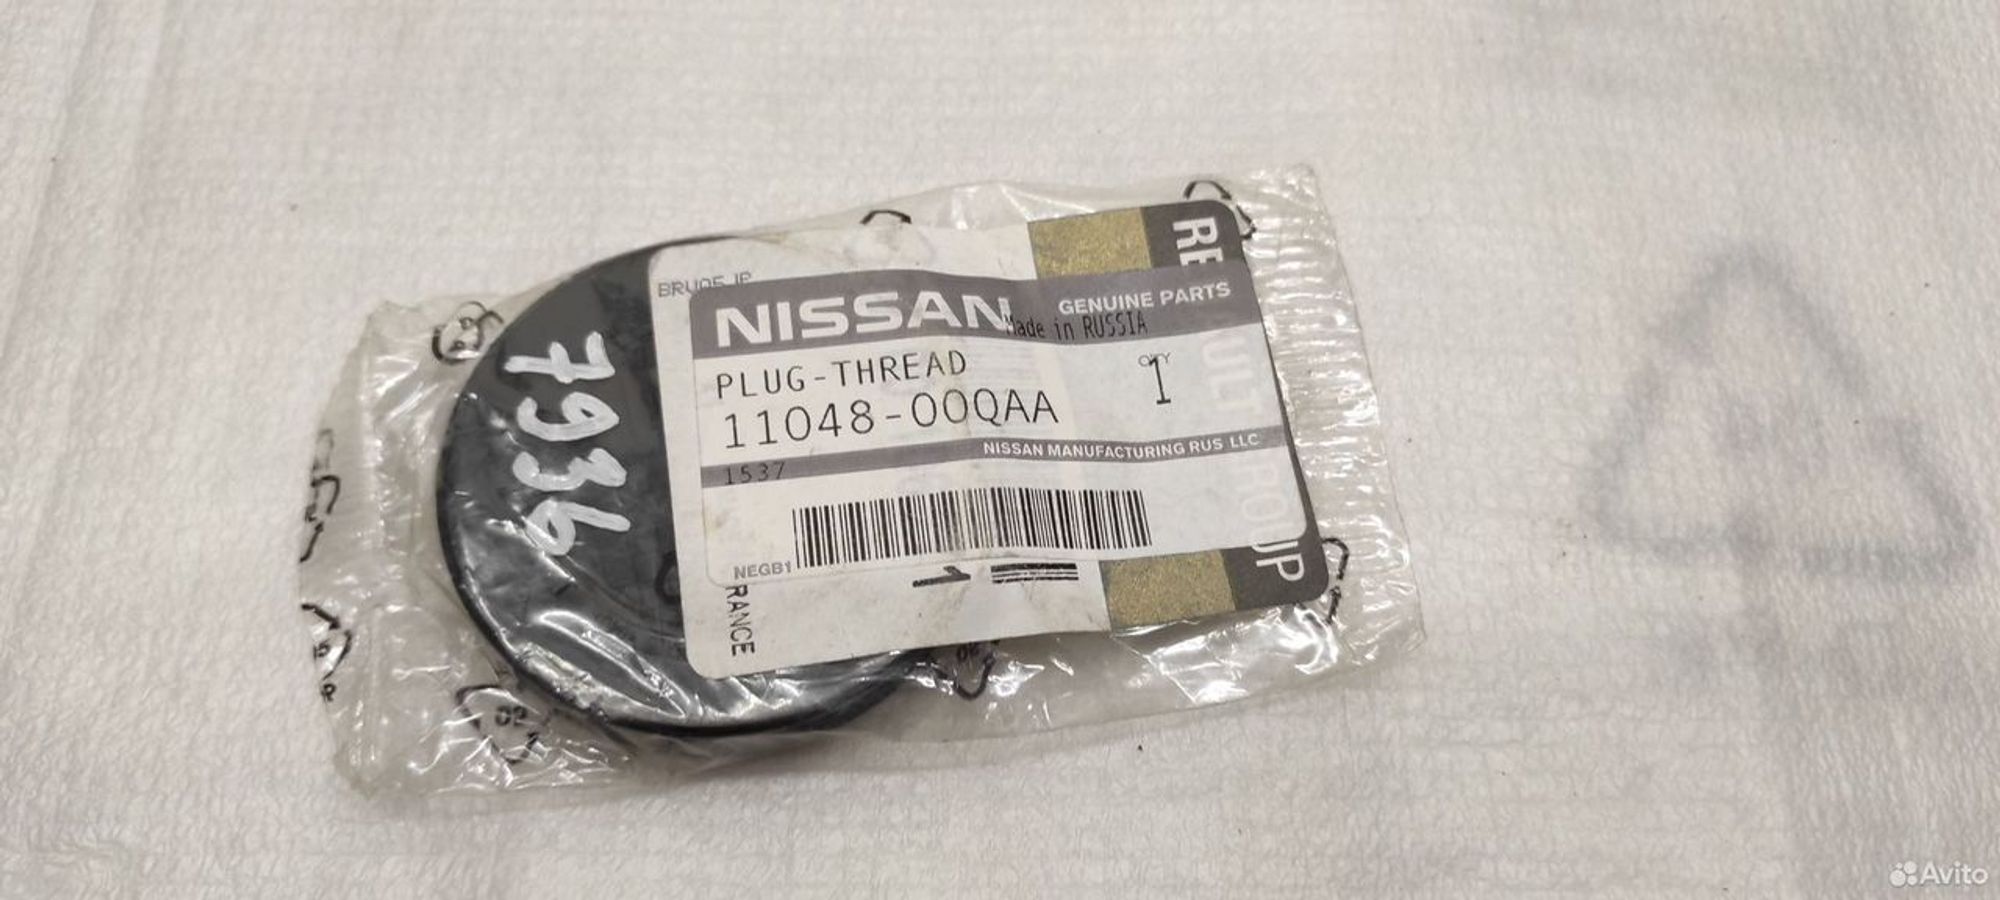 NISSAN
GENUINE PARTS
Made in RUSSIA
PLUG-THREAD
QTY
1
11048-00QAA
NISSAN MANUFACTURING RUS LLC
1537
NEGB1
1
RANCE
7936
Avito